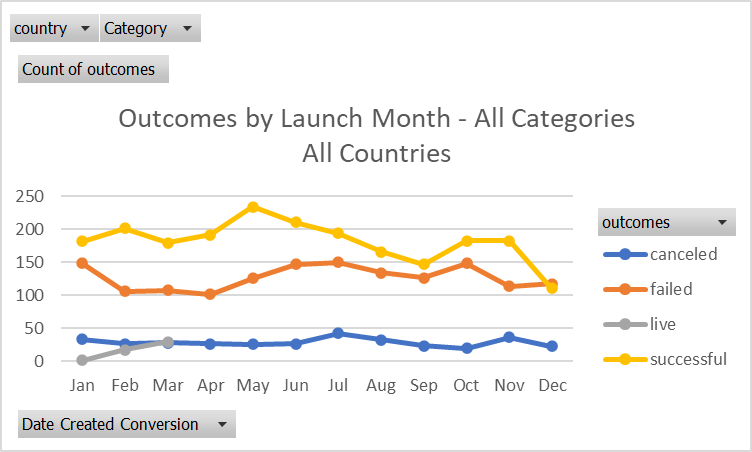 country Category
Count of outcomes
Outcomes by Launch Month - All Categories
All Countries
250
200
150
100
50
0
Jan Feb Mar Apr May Jun Jul Aug Sep Oct Nov Dec
outcomes
canceled
failed
live
successful
Date Created Conversion